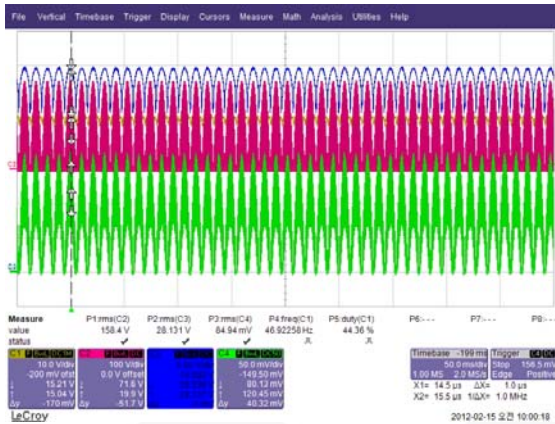 File Vertical Timebase Trigger Display Cursors Measure Math Analysis Utilities Help
Measure P1:rms(C2) P2:rms(C3) P3:rms(C4) P4:freq(C1) P5:duty(C1) P6:- - - P7:- - - P8:- - -
value 158.4 V 28.131 V 84.94 mV 46.92258 Hz 44.36 %
status
C1
10.0 V/div
-200 mV ofst
15.21 V
15.04 V
Δy -170 mV
C2
100 V/div
0.0 V offset
71.6 V
19.9 V
Δy -51.7 V
C4
50.0 mV/div
-149.50 mV
80.12 mV
120.45 mV
Δy 40.32 mV
Timebase -199 ms
50.0 ms/div
1.00 MS 2.0 MS/s
Trigger C4 DC
Stop 156.5 mV
Edge Positive
X1= 14.5 µs ΔX= 1.0 µs
X2= 15.5 µs 1/ΔX= 1.0 MHz
LeCroy
2012-02-15 오전 10:00:18